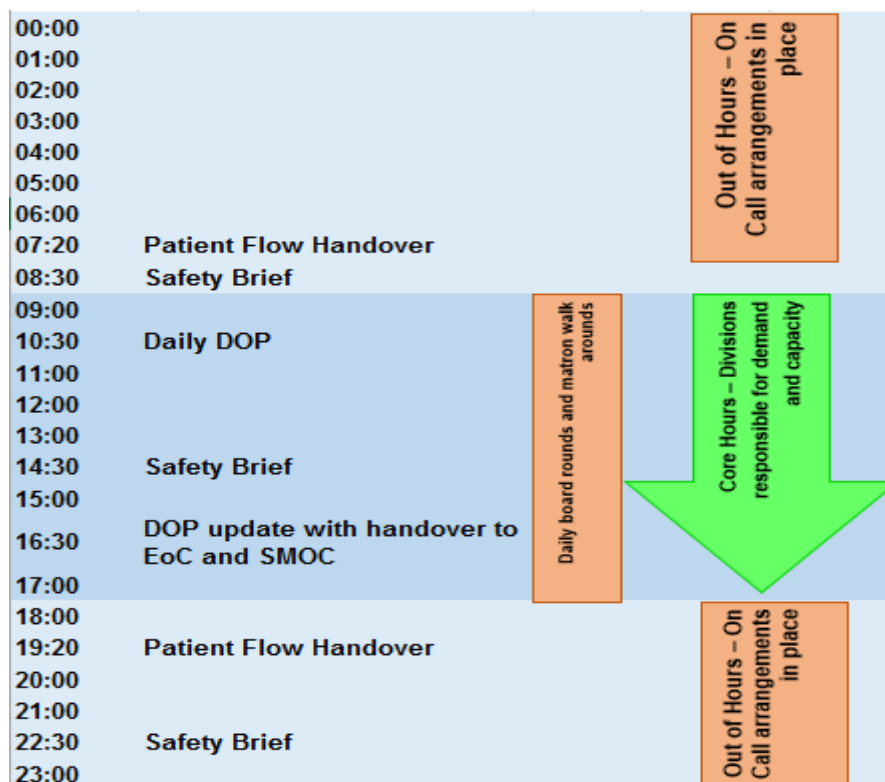 00:00
01:00
02:00
03:00
04:00
05:00
06:00
07:20 Patient Flow Handover
08:30 Safety Brief
Out of Hours – On
Call arrangements in
place
09:00
10:30 Daily DOP
11:00
12:00
13:00
14:30 Safety Brief
15:00
16:30 DOP update with handover to
EoC and SMOC
17:00
Daily board rounds and matron walk
arounds
Core Hours – Divisions
responsible for demand
and capacity
18:00
19:20 Patient Flow Handover
20:00
21:00
22:30 Safety Brief
23:00
Out of Hours – On
Call arrangements
in place